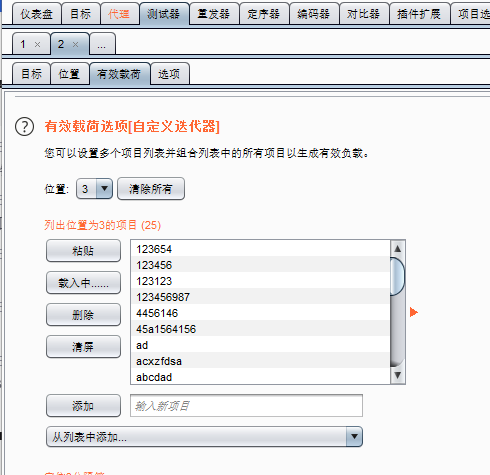 仪表盘 目标 代理 测试器 重发器 定序器 编码器 对比器 插件扩展 项目选
1 × 2 × ...
目标 位置 有效载荷 选项
? 有效载荷选项[自定义迭代器]
您可以设置多个项目列表并组合列表中的所有项目以生成有效负载。
位置: 3 清除所有
列出位置为3的项目 (25)
粘贴
载入中......
删除
清屏
123654
123456
123123
123456987
4456146
45a1564156
ad
acxzfdsa
abcdad
添加 输入新项目
从列表中添加...